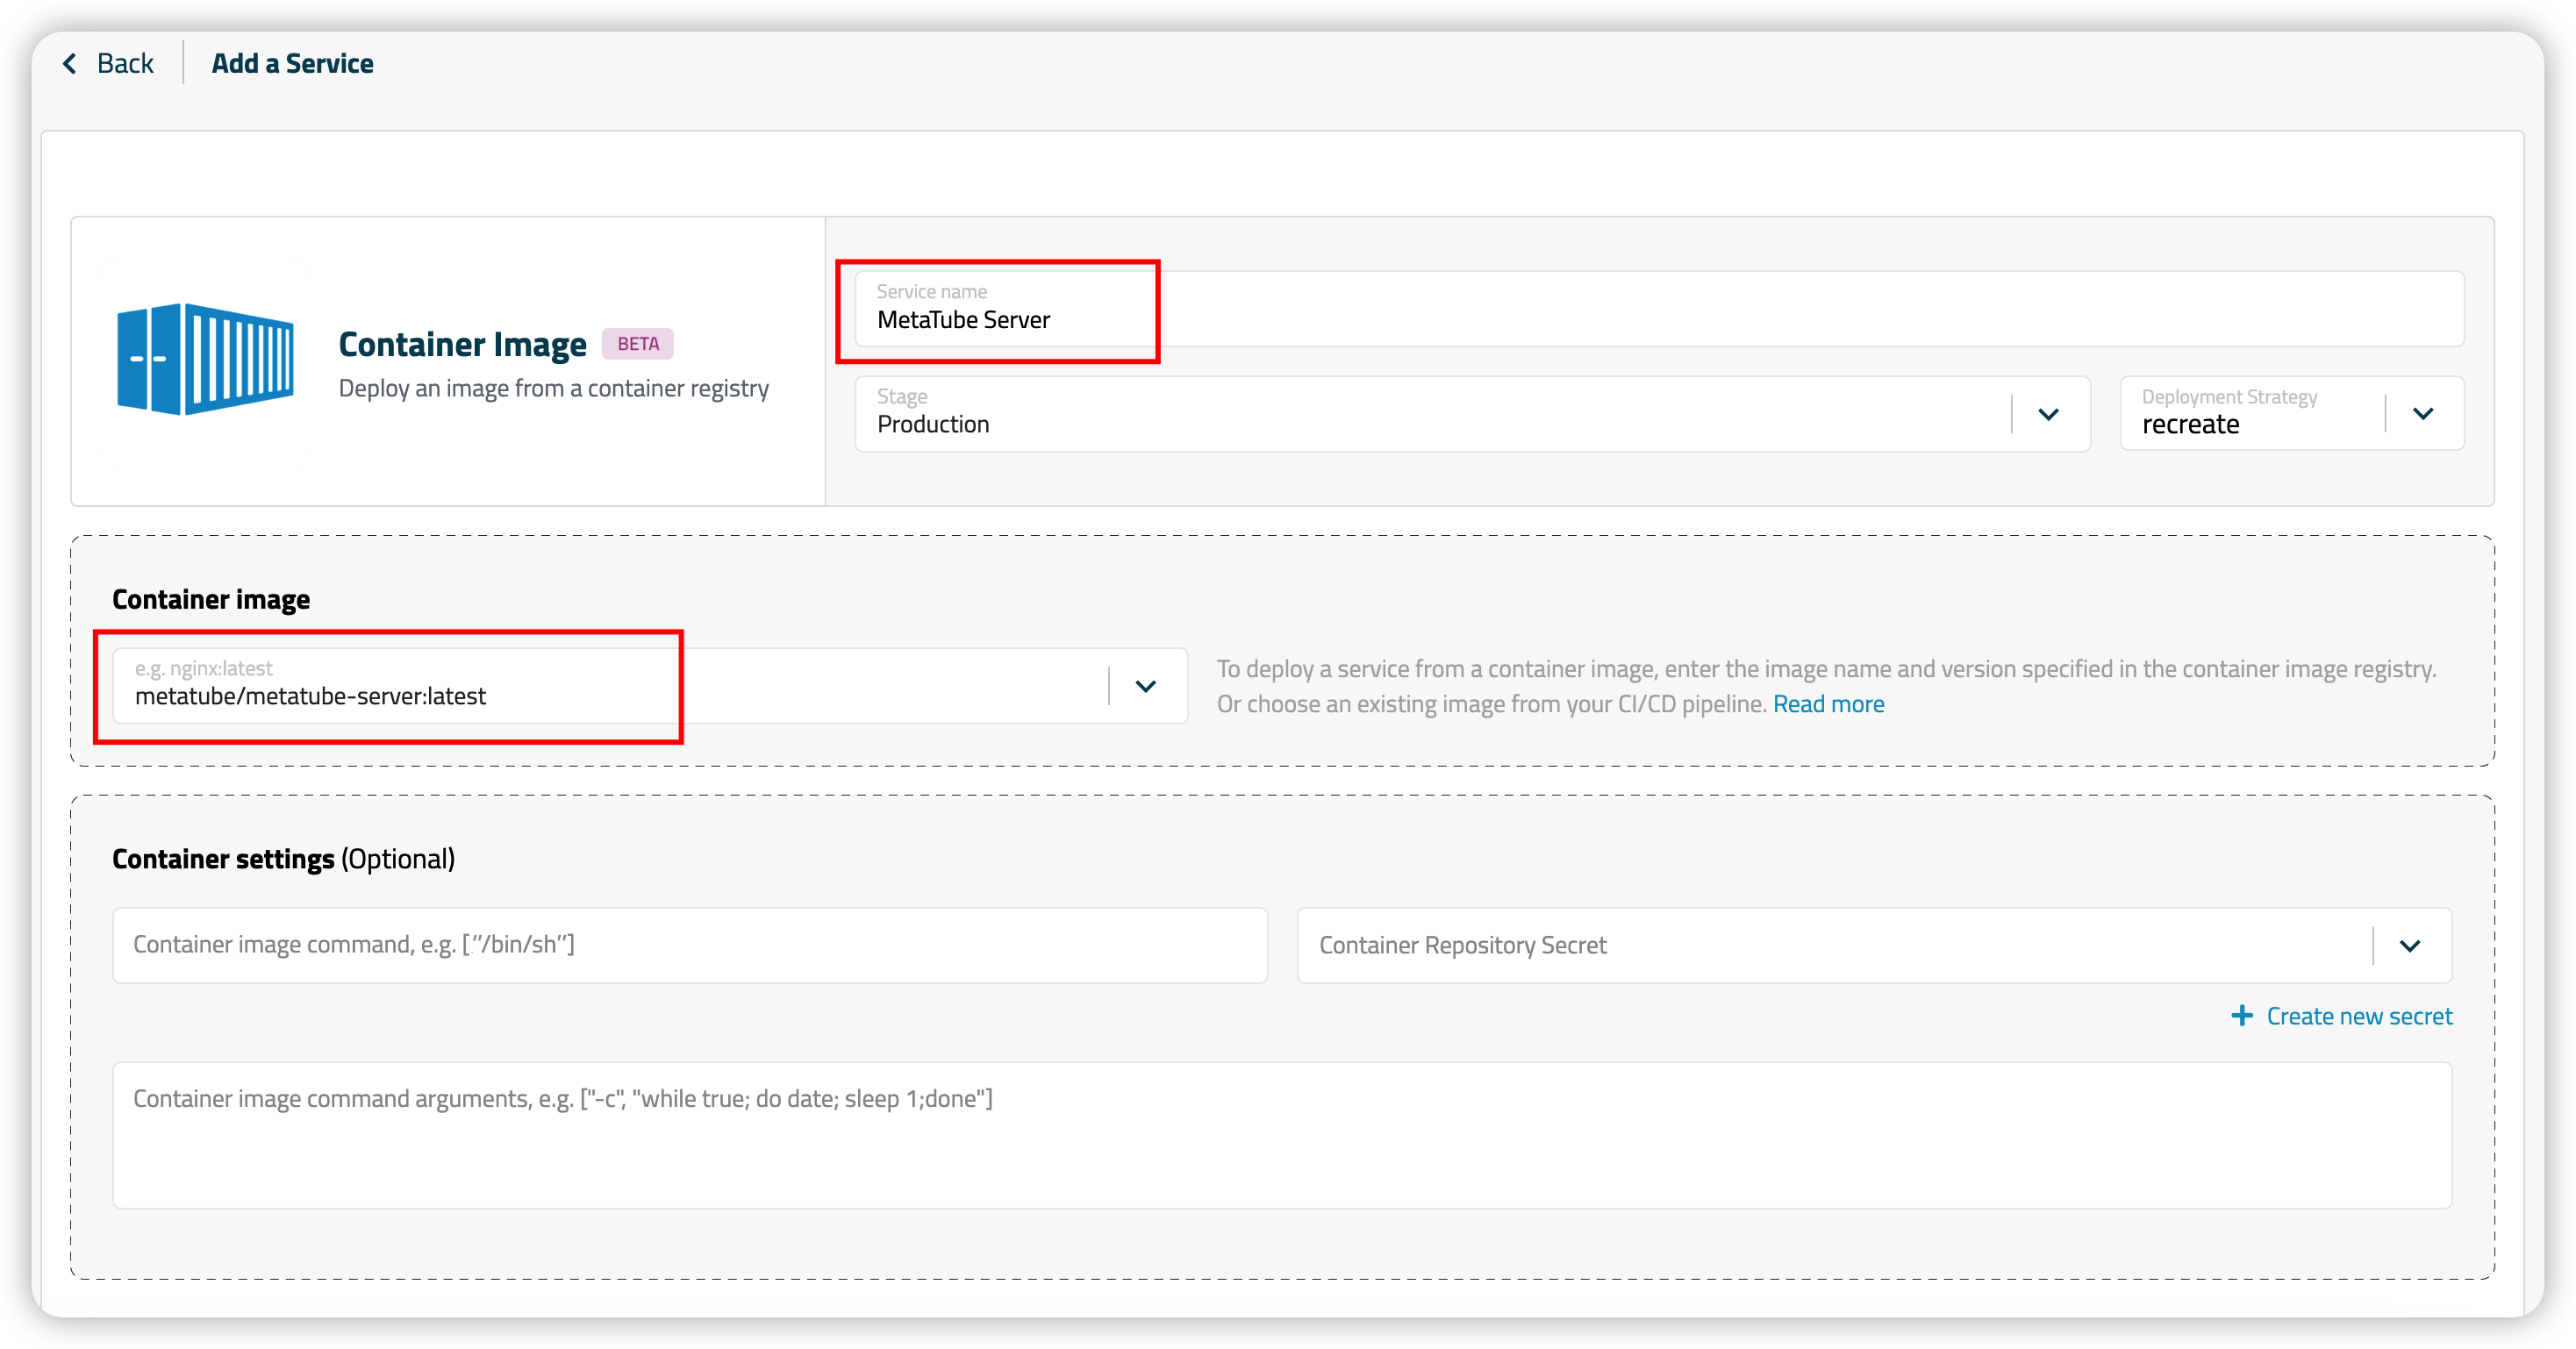 Back
Add a Service
Container Image BETA
Deploy an image from a container registry
Service name
MetaTube Server
Stage
Production
Deployment Strategy
recreate
Container image
e.g. nginx:latest
metatube/metatube-server:latest
To deploy a service from a container image, enter the image name and version specified in the container image registry.
Or choose an existing image from your CI/CD pipeline. Read more
Container settings (Optional)
Container image command, e.g. [“/bin/sh”]
Container Repository Secret
Create new secret
Container image command arguments, e.g. ["-c", "while true; do date; sleep 1;done"]